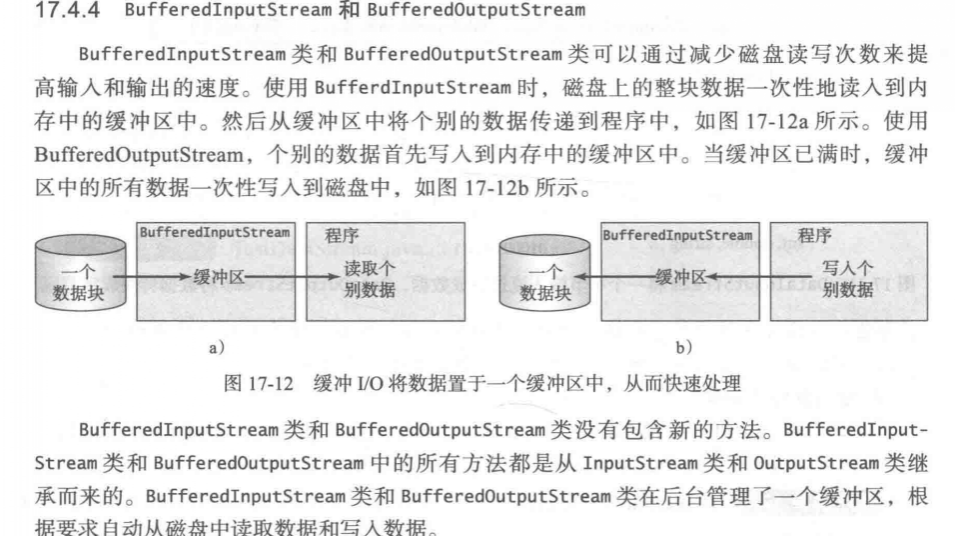 17.4.4 BufferedInputStream 和 BufferedOutputStream
BufferedInputStream 类和 BufferedOutputStream 类可以通过减少磁盘读写次数来提
高输入和输出的速度。使用 BufferdInputStream 时，磁盘上的整块数据一次性地读入到内
存中的缓冲区中。然后从缓冲区中将个别的数据传递到程序中，如图 17-12a 所示。使用
BufferedOutputStream，个别的数据首先写入到内存中的缓冲区中。当缓冲区已满时，缓冲
区中的所有数据一次性写入到磁盘中，如图 17-12b 所示。
BufferedInputStream
程序
一个
数据块
缓冲区
读取个
别数据
a）
BufferedInputStream
程序
一个
数据块
缓冲区
写入个
别数据
b）
图 17-12 缓冲 I/O 将数据置于一个缓冲区中，从而快速处理
BufferedInputStream 类和 BufferedOutputStream 类没有包含新的方法。BufferedInput-
Stream 类和 BufferedOutputStream 中的所有方法都是从 InputStream 类和 OutputStream 类继
承而来的。BufferedInputStream 类和 BufferedOutputStream 类在后台管理了一个缓冲区，根
据要求自动从磁盘中读取数据和写入数据。